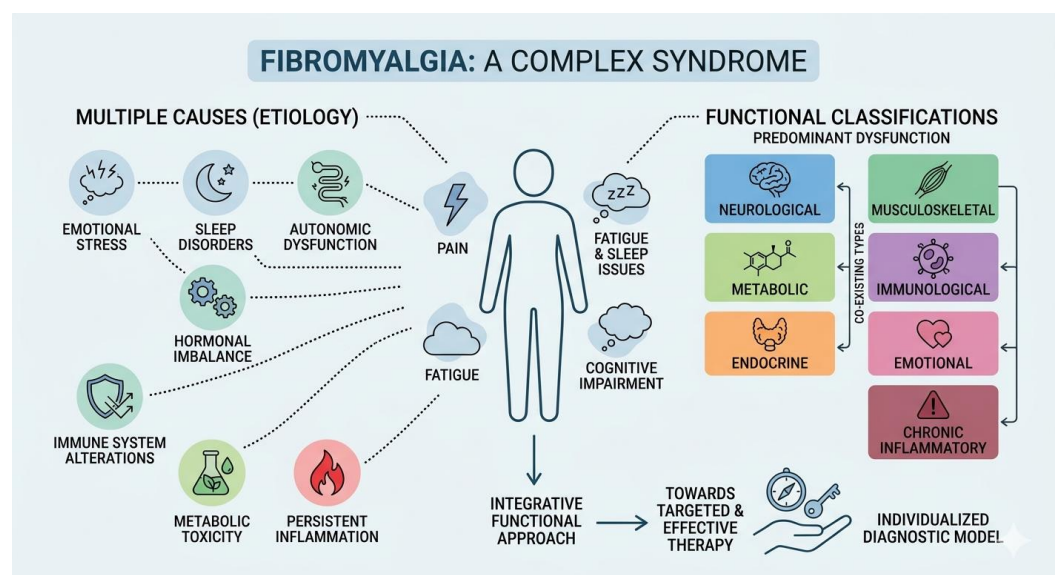 FIBROMYALGIA: A COMPLEX SYNDROME
MULTIPLE CAUSES (ETIOLOGY)
EMOTIONAL
STRESS
SLEEP
DISORDERS
AUTONOMIC
DYSFUNCTION
HORMONAL
IMBALANCE
IMMUNE SYSTEM
ALTERATIONS
METABOLIC
TOXICITY
PERSISTENT
INFLAMMATION
PAIN
FATIGUE
zzz
FATIGUE
& SLEEP
ISSUES
COGNITIVE
IMPAIRMENT
FUNCTIONAL CLASSIFICATIONS
PREDOMINANT DYSFUNCTION
NEUROLOGICAL
METABOLIC
O
ENDOCRINE
CO-EXISTING TYPES
MUSCULOSKELETAL
IMMUNOLOGICAL
EMOTIONAL
CHRONIC
INFLAMMATORY
INTEGRATIVE
FUNCTIONAL
APPROACH
TOWARDS
TARGETED &
EFFECTIVE
THERAPY
INDIVIDUALIZED
DIAGNOSTIC MODEL